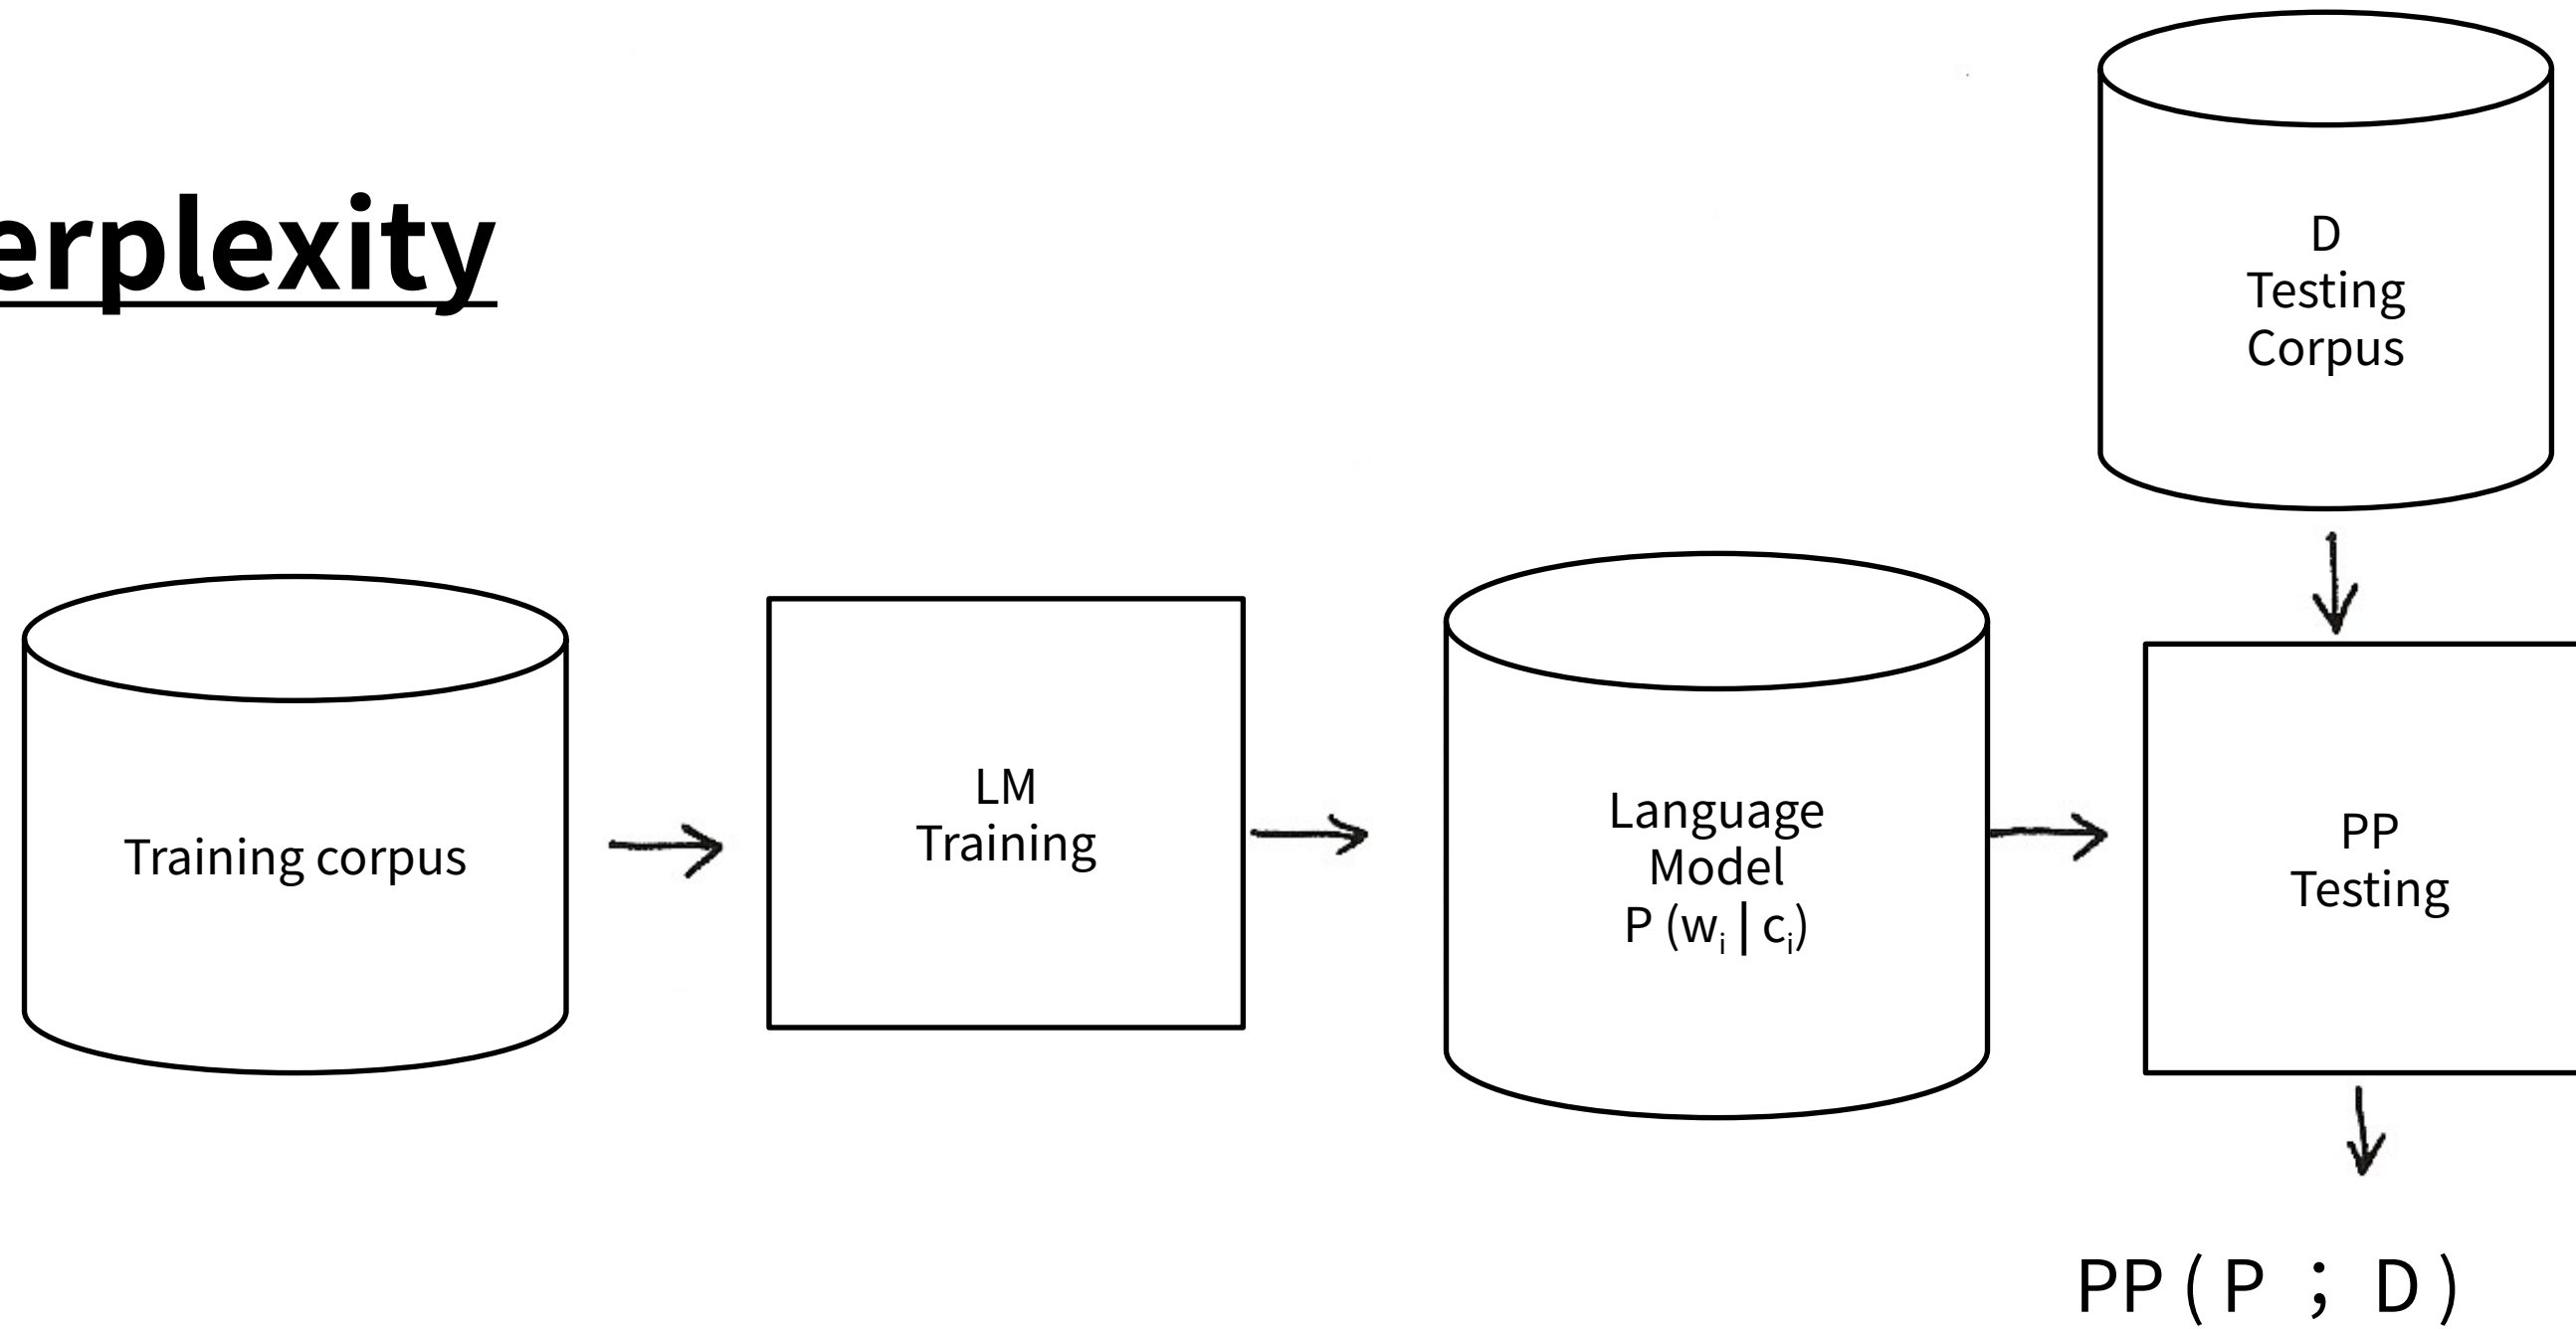 erplexity
D
Testing
Corpus
Training corpus
LM
Training
Language
Model
P (wᵢ | cᵢ)
PP
Testing
PP ( P ; D )